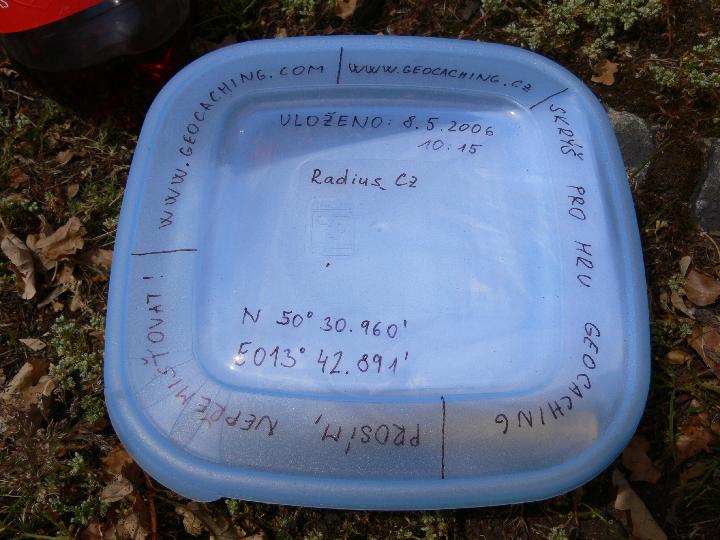 WWW.GEOCACHING.COM
WWW.GEOCACHING.CZ
SKRÝŠ PRO HRU GEOCACHING
PROSÍM, NEPŘEMIŠŤOVAT!
ULOŽENO: 8.5.2006
10:15
Radius_CZ
N 50° 30.960'
E013° 42.891'